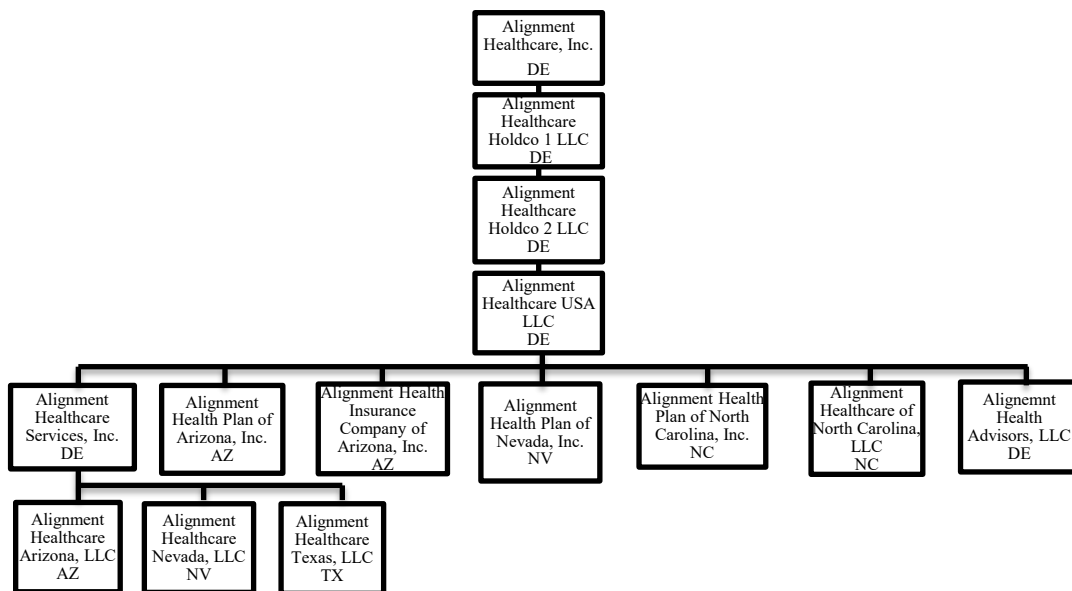 Alignment
Healthcare, Inc.
DE
Alignment
Healthcare
Holdco 1 LLC
DE
Alignment
Healthcare
Holdco 2 LLC
DE
Alignment
Healthcare USA
LLC
DE
Alignment
Healthcare
Services, Inc.
DE
Alignment
Health Plan of
Arizona, Inc.
AZ
Alignment Health
Insurance
Company of
Arizona, Inc.
AZ
Alignment
Health Plan of
Nevada, Inc.
NV
Alignment Health
Plan of North
Carolina, Inc.
NC
Alignment
Healthcare of
North Carolina,
LLC
NC
Alignemnt
Health
Advisors, LLC
DE
Alignment
Healthcare
Arizona, LLC
AZ
Alignment
Healthcare
Nevada, LLC
NV
Alignment
Healthcare
Texas, LLC
TX